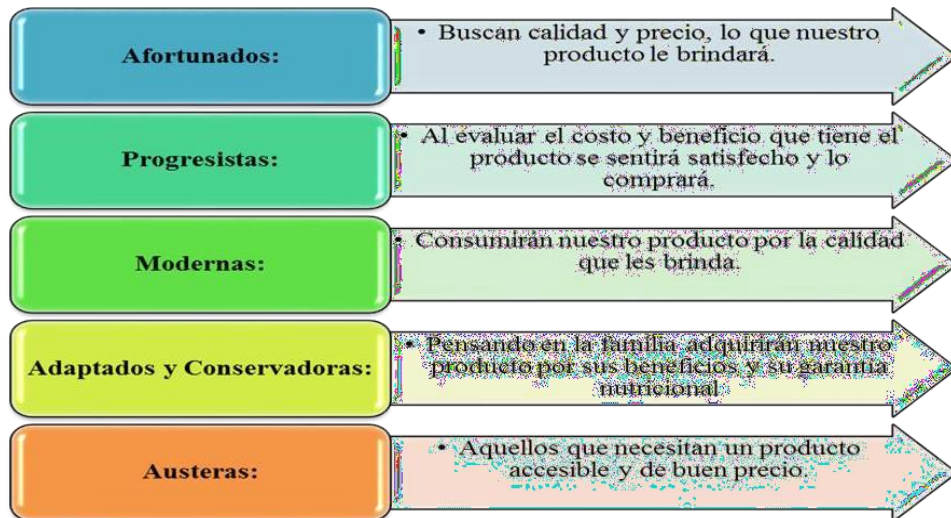 Afortunados:
• Buscan calidad y precio, lo que nuestro
producto le brindará.
Progresistas:
• Al evaluar el costo y beneficio que tiene el
producto se sentirá satisfecho y lo
comprará.
Modernas:
• Consumirán nuestro producto por la calidad
que les brinda.
Adaptados y Conservadoras:
• Pensando en la familia adquirirán nuestro
producto por sus beneficios y su garantía
nutricional
Austeras:
• Aquellos que necesitan un producto
accesible y de buen precio.